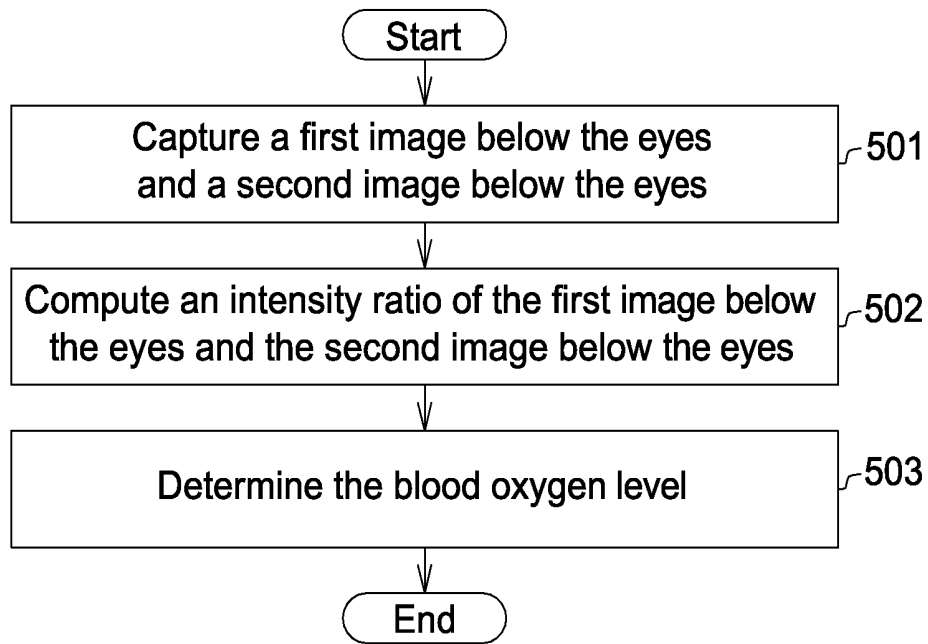 Start
Capture a first image below the eyes
and a second image below the eyes
501
Compute an intensity ratio of the first image below
the eyes and the second image below the eyes
502
Determine the blood oxygen level
503
End